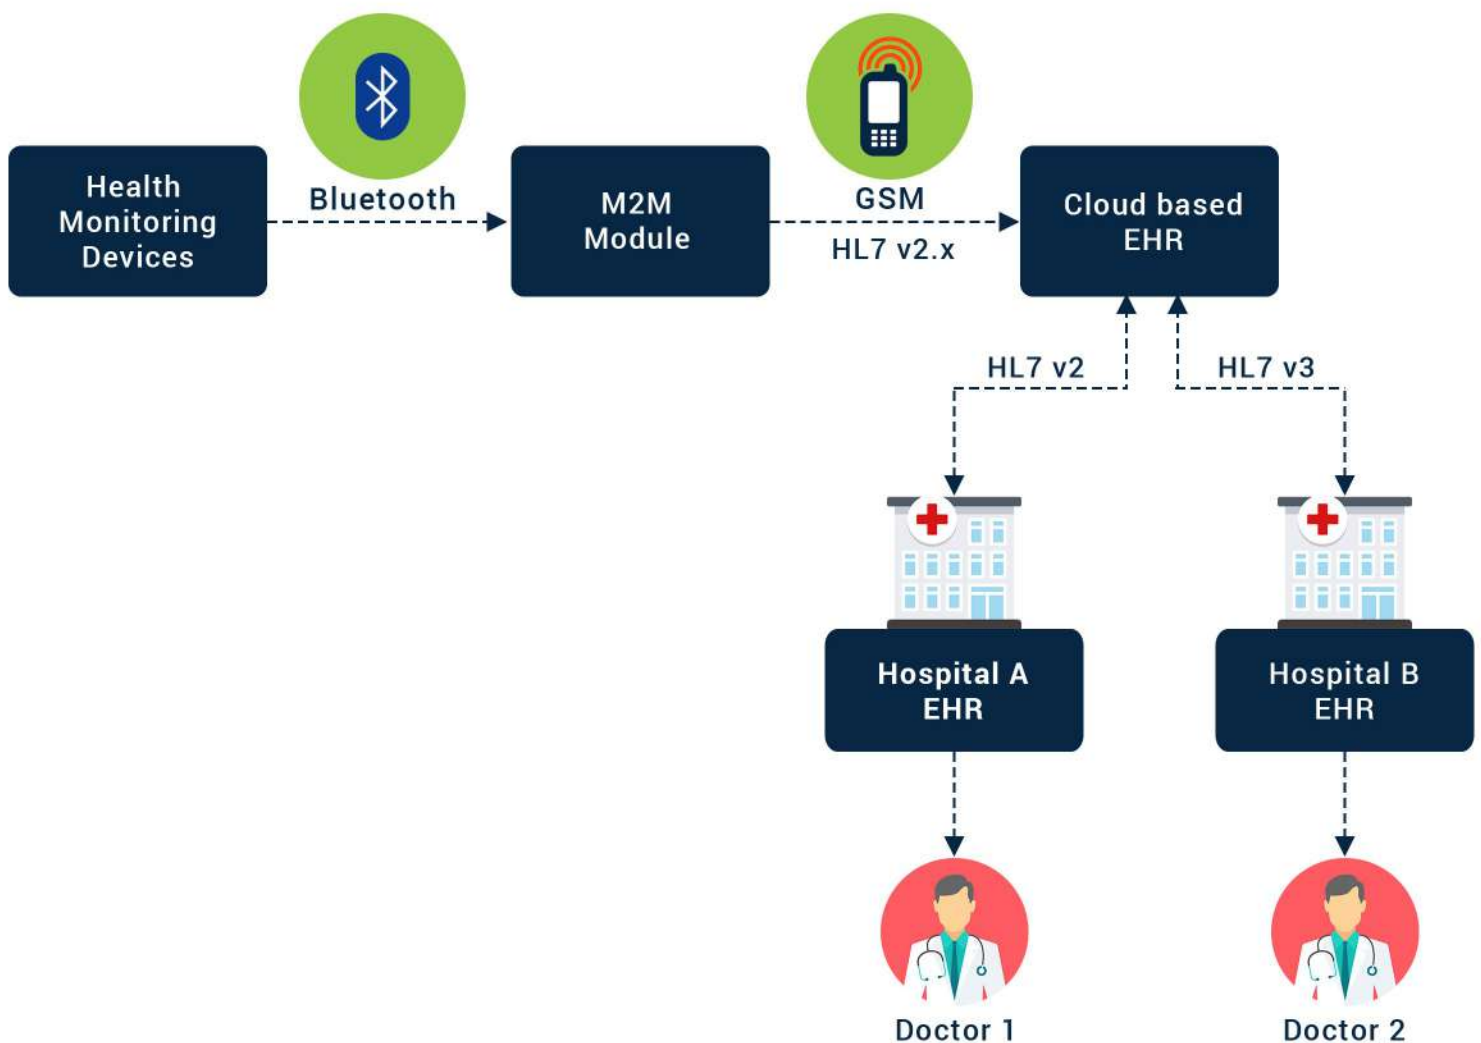 Health
Monitoring
Devices
Bluetooth
M2M
Module
GSM
HL7 v2.x
Cloud based
EHR
HL7 v2
HL7 v3
Hospital A
EHR
Hospital B
EHR
Doctor 1
Doctor 2